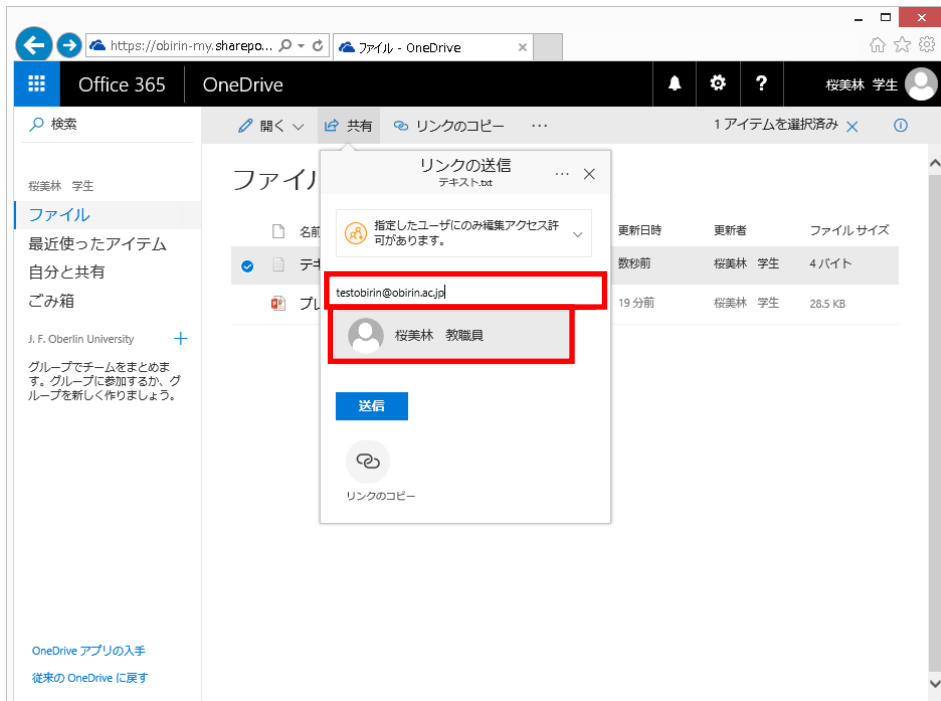 https://obirin-my.sharepo...
ファイル - OneDrive
Office 365
OneDrive
?
桜美林 学生
検索
開く
共有
リンクのコピー
...
1 アイテムを選択済み
桜美林 学生
ファイル
最近使ったアイテム
自分と共有
ごみ箱
J. F. Oberlin University
グループでチームをまとめま
す。グループに参加するか、グ
ループを新しく作りましょう。
OneDrive アプリの入手
従来の OneDrive に戻す
ファイル
名前
更新日時
更新者
ファイル サイズ
テキ
数秒前
桜美林 学生
4 バイト
プレ
19 分前
桜美林 学生
28.5 KB
リンクの送信
テキスト.txt
...
指定したユーザにのみ編集アクセス許
可があります。
testobirin@obirin.ac.jp
桜美林 教職員
送信
リンクのコピー